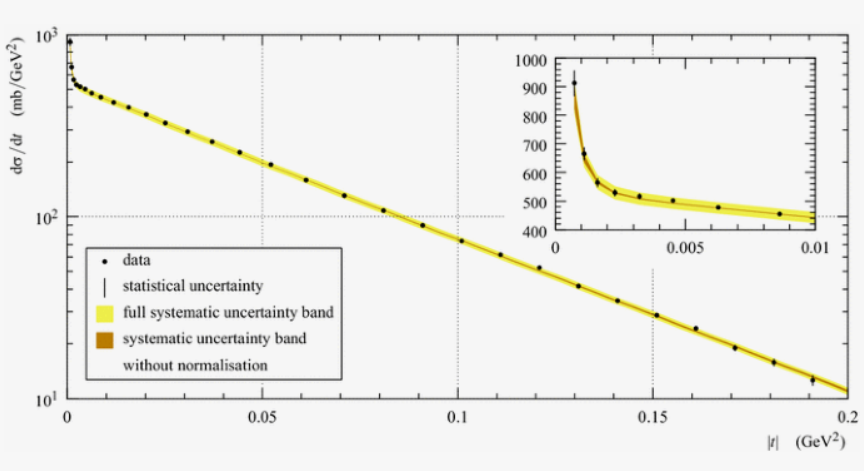 10³
dσ/dt (mb/GeV²)
10²
10¹
0
0.05
0.1
0.15
0.2
|t| (GeV²)
data
statistical uncertainty
full systematic uncertainty band
systematic uncertainty band
without normalisation
1000
900
800
700
600
500
400
0
0.005
0.01